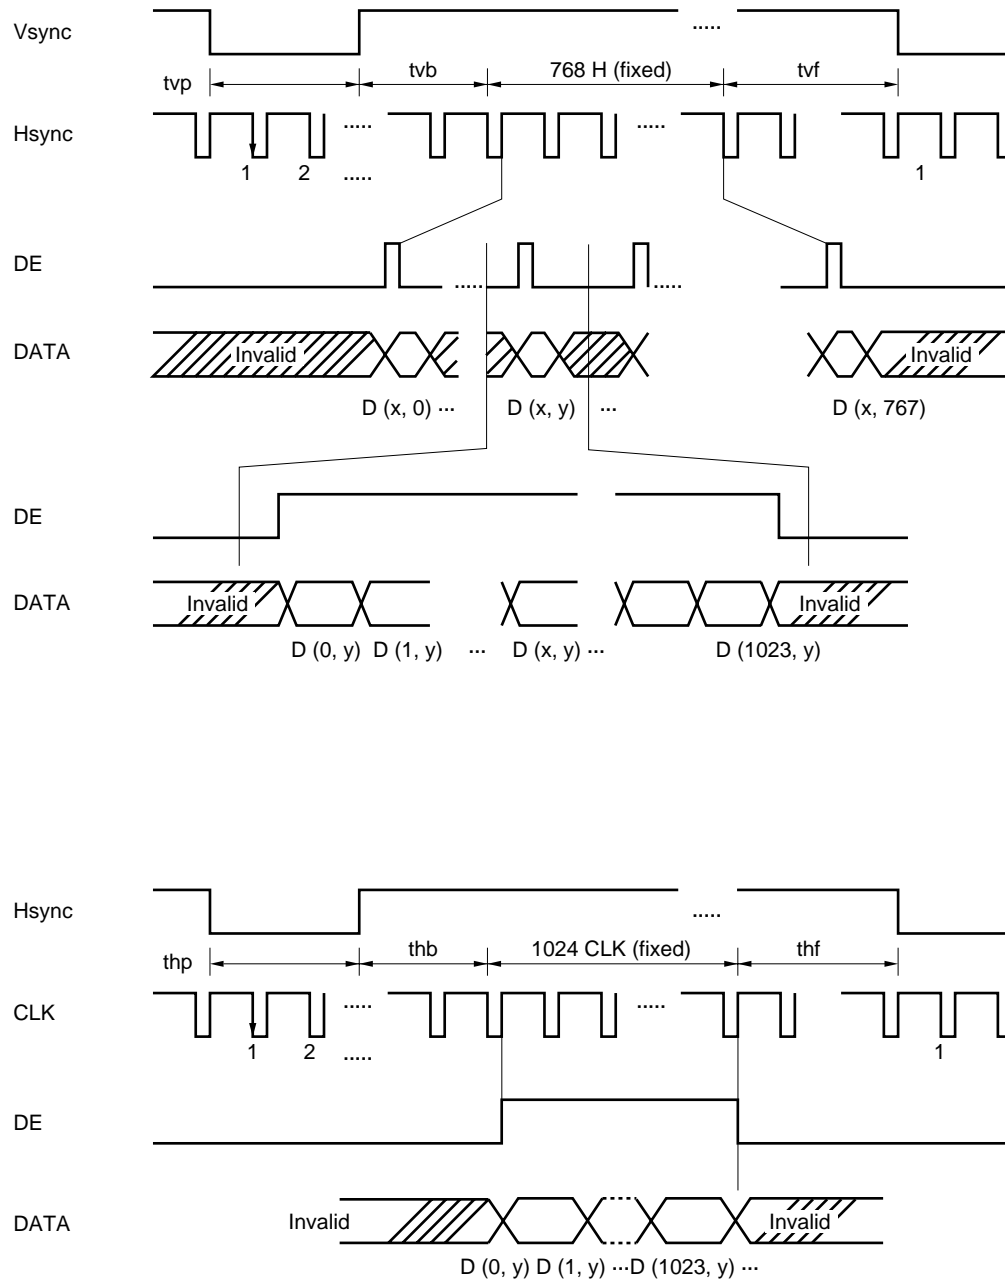 Vsync
.....
tvp tvb 768 H (fixed) tvf
Hsync
..... .....
1 2 ..... 1
DE
..... .....
DATA
Invalid Invalid
D (x, 0) ... D (x, y) ... D (x, 767)
DE
DATA
Invalid Invalid
D (0, y) D (1, y) ... D (x, y) ... D (1023, y)
Hsync
.....
thp thb 1024 CLK (fixed) thf
CLK
..... .....
1 2 ..... 1
DE
DATA
Invalid Invalid
D (0, y) D (1, y) ...D (1023, y) ...